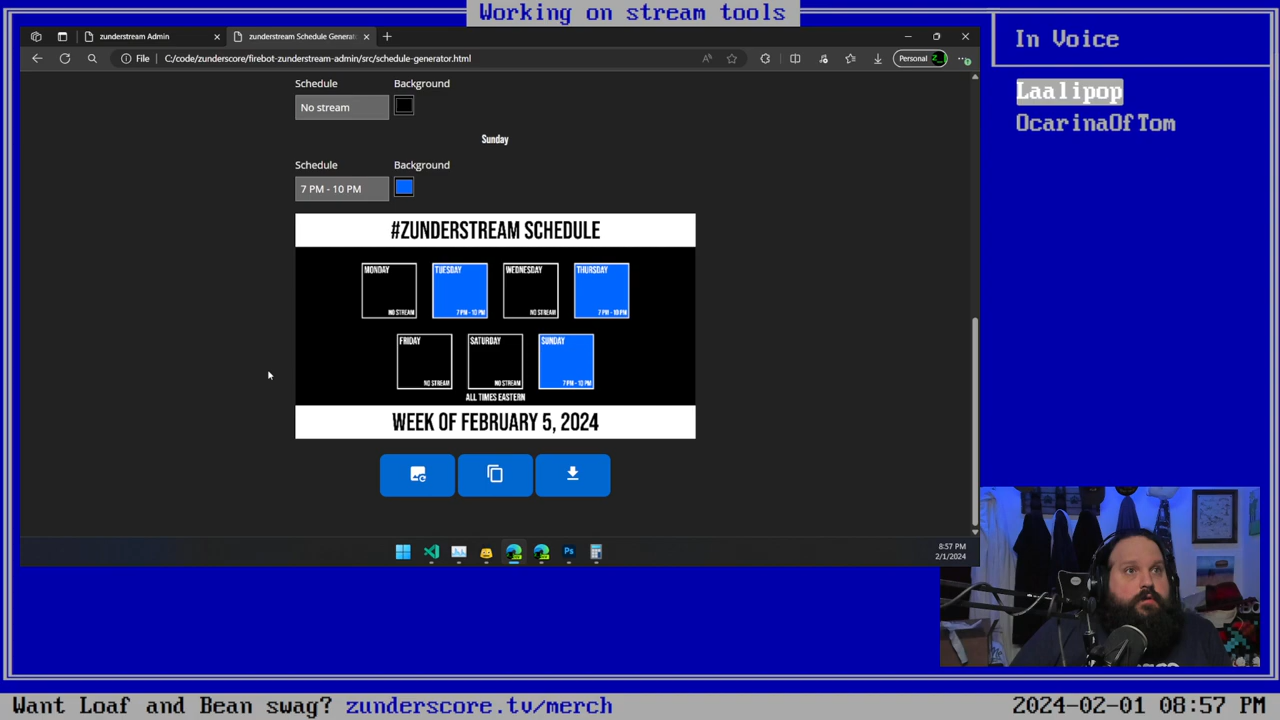 Working on stream tools
zunderstream Admin
zunderstream Schedule Generat
File
C:/code/zunderscore/firebot-zunderstream-admin/src/schedule-generator.html
Personal
In Voice
Laalipop
OcarinaOfTom
Schedule
Background
No stream
Sunday
Schedule
Background
7 PM - 10 PM
#ZUNDERSTREAM SCHEDULE
MONDAY
NO STREAM
TUESDAY
7 PM - 10 PM
WEDNESDAY
NO STREAM
THURSDAY
7 PM - 10 PM
FRIDAY
NO STREAM
SATURDAY
NO STREAM
SUNDAY
7 PM - 10 PM
ALL TIMES EASTERN
WEEK OF FEBRUARY 5, 2024
8:57 PM
2/1/2024
Want Loaf and Bean swag? zunderscore.tv/merch
2024-02-01 08:57 PM